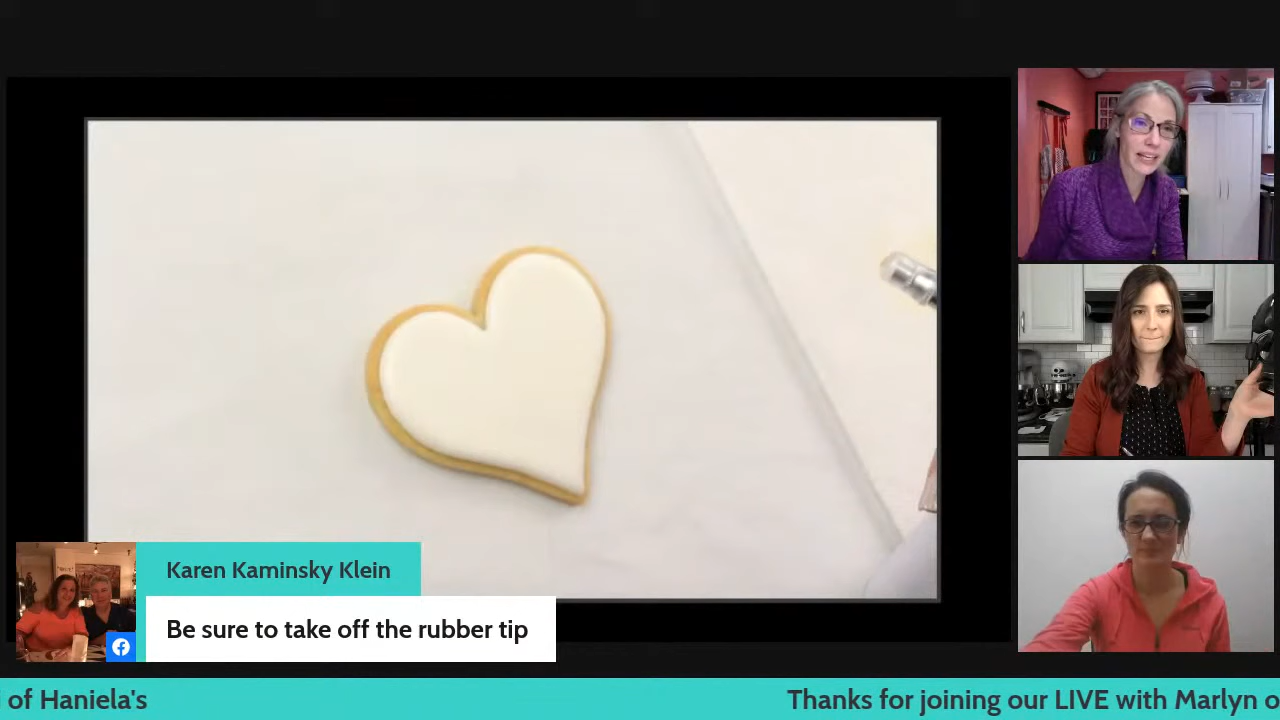 Karen Kaminsky Klein
Be sure to take off the rubber tip
of Haniela's
Thanks for joining our LIVE with Marlyn o